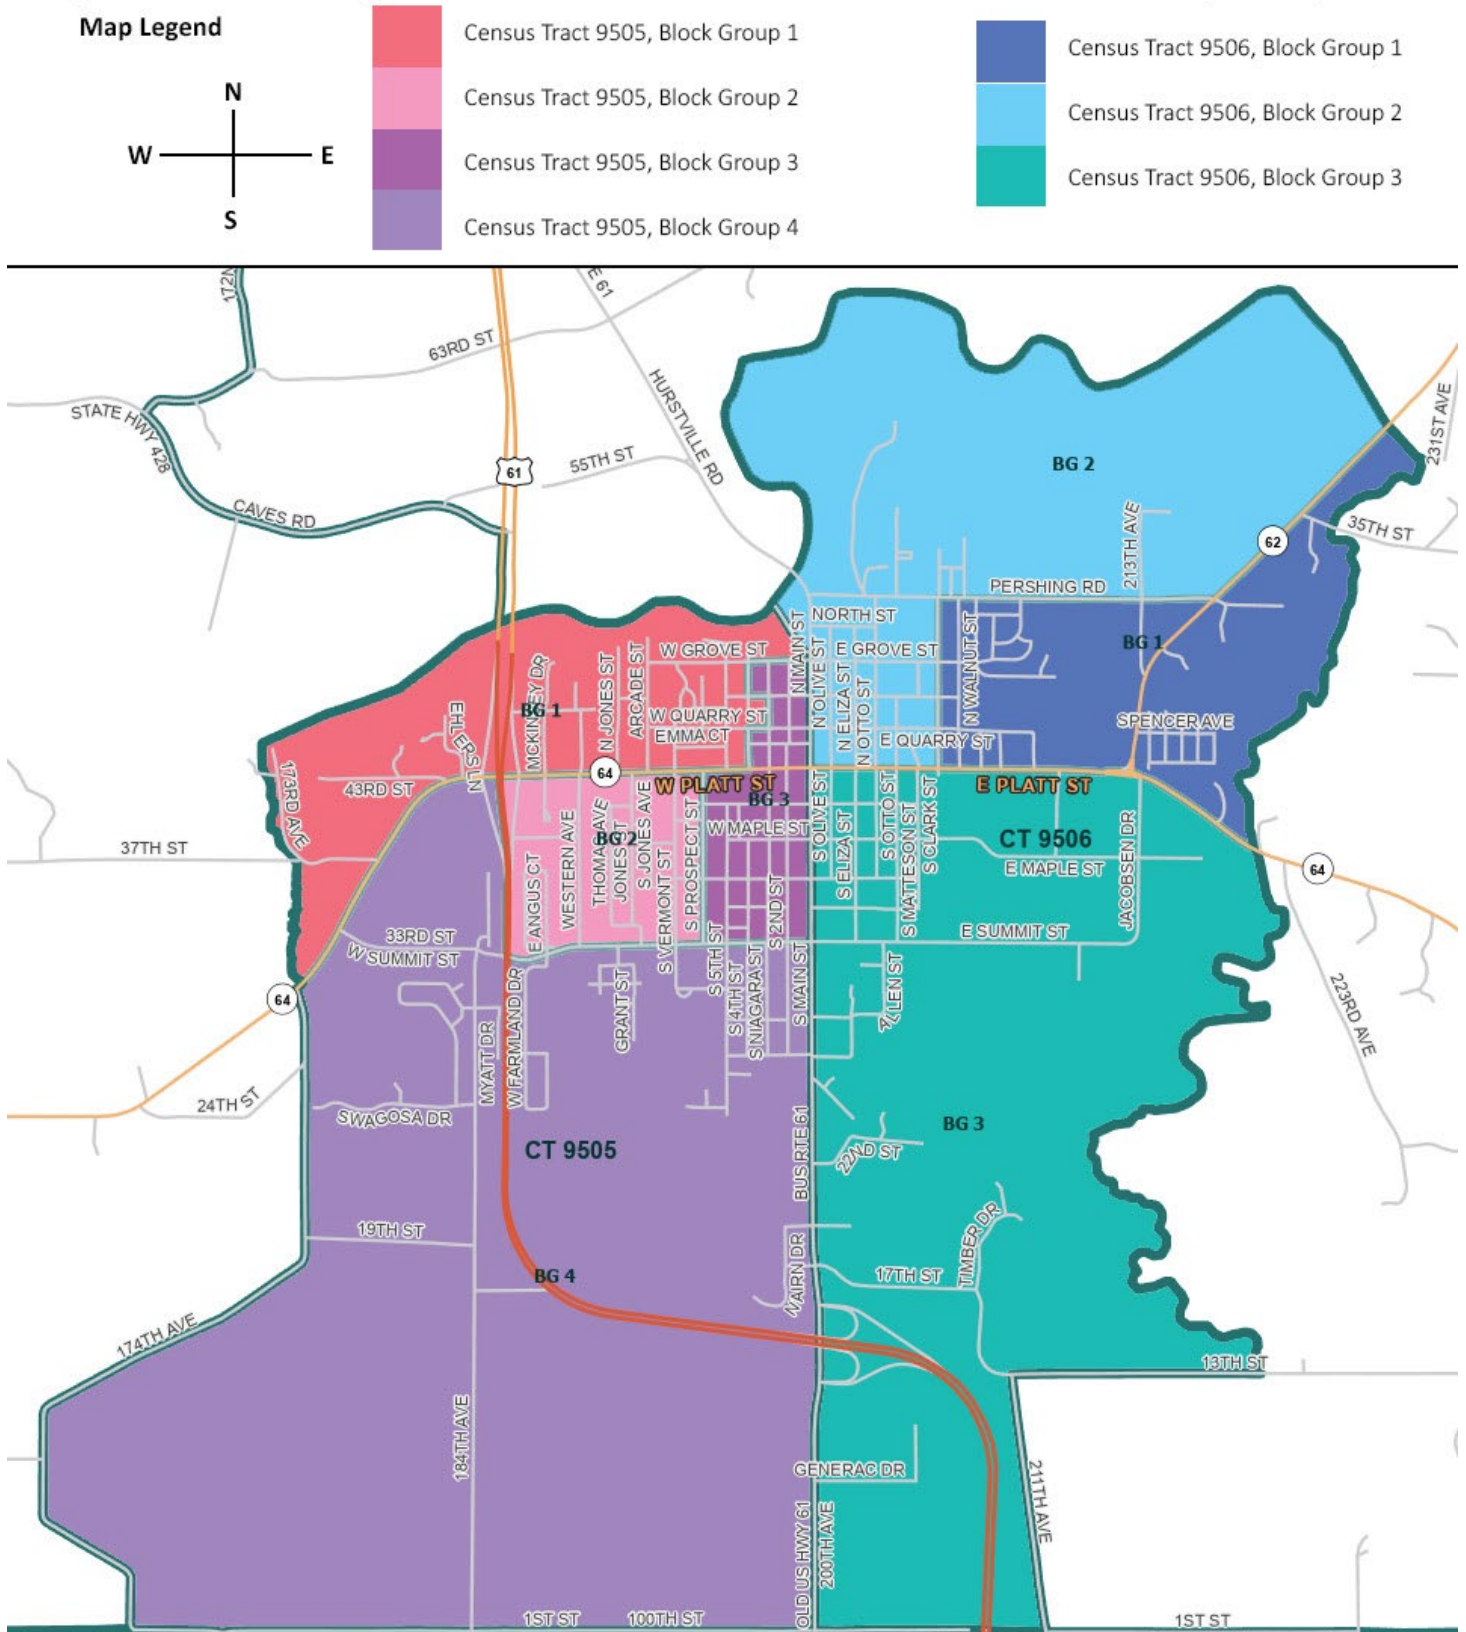 Map Legend
N
W
E
S
Census Tract 9505, Block Group 1
Census Tract 9505, Block Group 2
Census Tract 9505, Block Group 3
Census Tract 9505, Block Group 4
Census Tract 9506, Block Group 1
Census Tract 9506, Block Group 2
Census Tract 9506, Block Group 3
E 61
63RD ST
STATE HWY 428
HURSTVILLE RD
231ST AVE
61
55TH ST
BG 2
CAVES RD
213TH AVE
35TH ST
62
PERSHING RD
NORTH ST
N MAIN ST
W GROVE ST
E GROVE ST
BG 1
N WALNUT ST
ARCADE ST
N JONES ST
MCKINLEY DR
BG 1
EHLERS LN
N OLIVE ST
N ELIZA ST
N OTTO ST
W QUARRY ST
EMMA CT
E QUARRY ST
SPENCER AVE
173RD AVE
43RD ST
64
W PLATT ST
E PLATT ST
BG 3
W MAPLE ST
37TH ST
BG 2
CT 9506
E MAPLE ST
64
E ANGUS CT
WESTERN AVE
THOMAS AVE
JONES ST
S JONES AVE
S VERMONT ST
S PROSPECT ST
S 2ND ST
S OLIVE ST
S ELIZA ST
S OTTO ST
S MATTESON ST
S CLARK ST
JACOBSEN DR
33RD ST
W SUMMIT ST
E SUMMIT ST
64
S 5TH ST
S 4TH ST
S NIAGARA ST
S MAIN ST
ALLEN ST
GRANT ST
MYATT DR
W FARMLAND DR
223RD AVE
24TH ST
SWAGOSA DR
CT 9505
BG 3
22ND ST
BUS RTE 61
19TH ST
NAIRN DR
17TH ST
TIMBER DR
BG 4
174TH AVE
13TH ST
184TH AVE
GENERAC DR
211TH AVE
OLD US HWY 61
200TH AVE
1ST ST
100TH ST
1ST ST